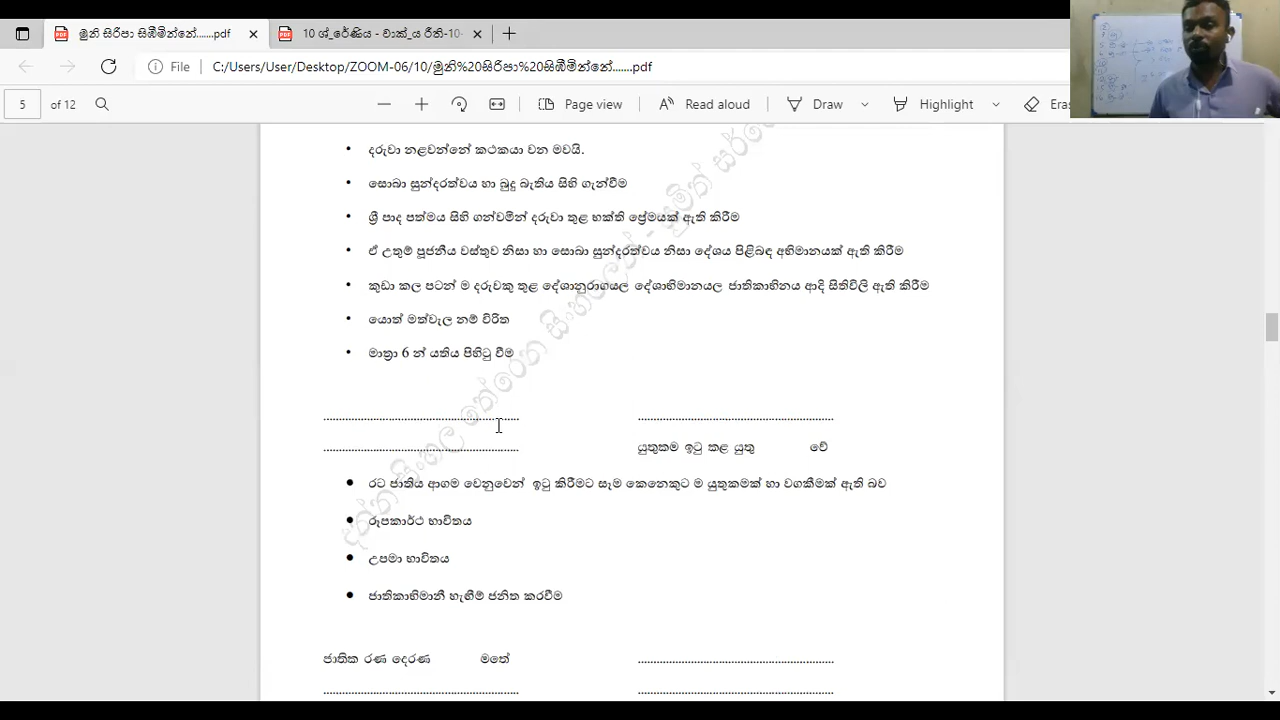 මුනි සිරිපා සිඹිමින්නේ......pdf
10 ශ්_රේණිය - වාක්_ය රීති-10-
File
C:/Users/User/Desktop/ZOOM-06/10/මුනි%20සිරිපා%20සිඹිමින්නේ......pdf
5 of 12
Page view
Read aloud
Draw
Highlight
Eras
• දරුවා නළවන්නේ කථකයා වන මවයි.
• සොබා සුන්දරත්වය හා බුදු බැතිය සිහි ගැන්වීම
• ශ්‍රී පාද පත්මය සිහි ගන්වමින් දරුවා තුළ භක්ති ප්‍රේමයක් ඇති කිරීම
• ඒ උතුම් පූජනීය වස්තුව නිසා හා සොබා සුන්දරත්වය නිසා දේශය පිළිබඳ අභිමානයක් ඇති කිරීම
• කුඩා කල පටන් ම දරුවකු තුළ දේශානුරාගයල දේශාභිමානයල ජාතිකාභිනය ආදි සිතිවිලි ඇති කිරීම
• යොත් මත්වැල නම් විරිත
• මාත්‍රා 6 න් යතිය පිහිටු වීම
යුතුකම ඉටු කළ යුතු වේ
• රට ජාතිය ආගම වෙනුවෙන් ඉටු කිරීමට සෑම කෙනෙකුට ම යුතුකමක් හා වගකීමක් ඇති බව
• රූපකාර්ථ භාවිතය
• උපමා භාවිතය
• ජාතිකාභිමානී හැඟීම් ජනිත කරවීම
ජාතික රණ දෙරණ මතේ